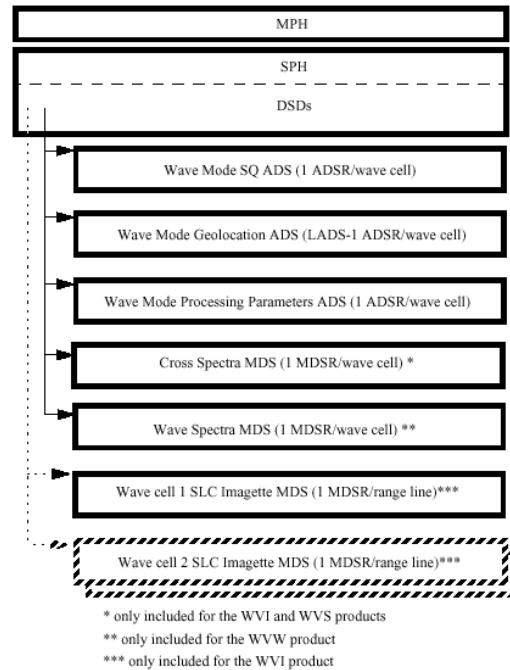 MPH
SPH
DSDs
Wave Mode SQ ADS (1 ADSR/wave cell)
Wave Mode Geolocation ADS (LADS-1 ADSR/wave cell)
Wave Mode Processing Parameters ADS (1 ADSR/wave cell)
Cross Spectra MDS (1 MDSR/wave cell) *
Wave Spectra MDS (1 MDSR/wave cell) **
Wave cell 1 SLC Imagette MDS (1 MDSR/range line)***
Wave cell 2 SLC Imagette MDS (1 MDSR/range line)***
* only included for the WVI and WVS products
** only included for the WVW product
*** only included for the WVI product